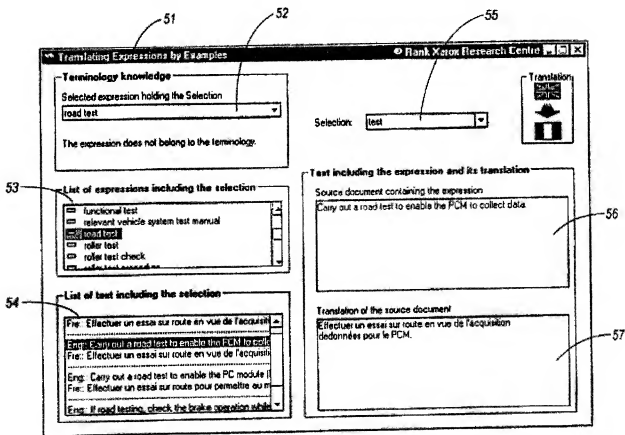 51
52
55
Translating Expressions by Examples
© Rank Xerox Research Centre
Terminology knowledge
Selected expression holding the Selection
road test
The expression does not belong to the terminology.
Selection:
test
Translation
53
List of expressions including the selection
functional test
relevant vehicle system test manual
road test
roller test
roller test check
roller test procedure
54
List of text including the selection
Fre:: Effectuer un essai sur route en vue de l'acquisiti
Eng: Carry out a road test to enable the PCM to colle
Fre:: Effectuer un essai sur route en vue de l'acquisiti
Eng: Carry out a road test to enable the PC module (
Fre:: Effectuer un essai sur route pour permettre au m
Eng: If road testing, check the brake operation while
Text including the expression and its translation
Source document containing the expression
Carry out a road test to enable the PCM to collect data.
56
Translation of the source document
Effectuer un essai sur route en vue de l'acquisition
dedonnées pour le PCM.
57